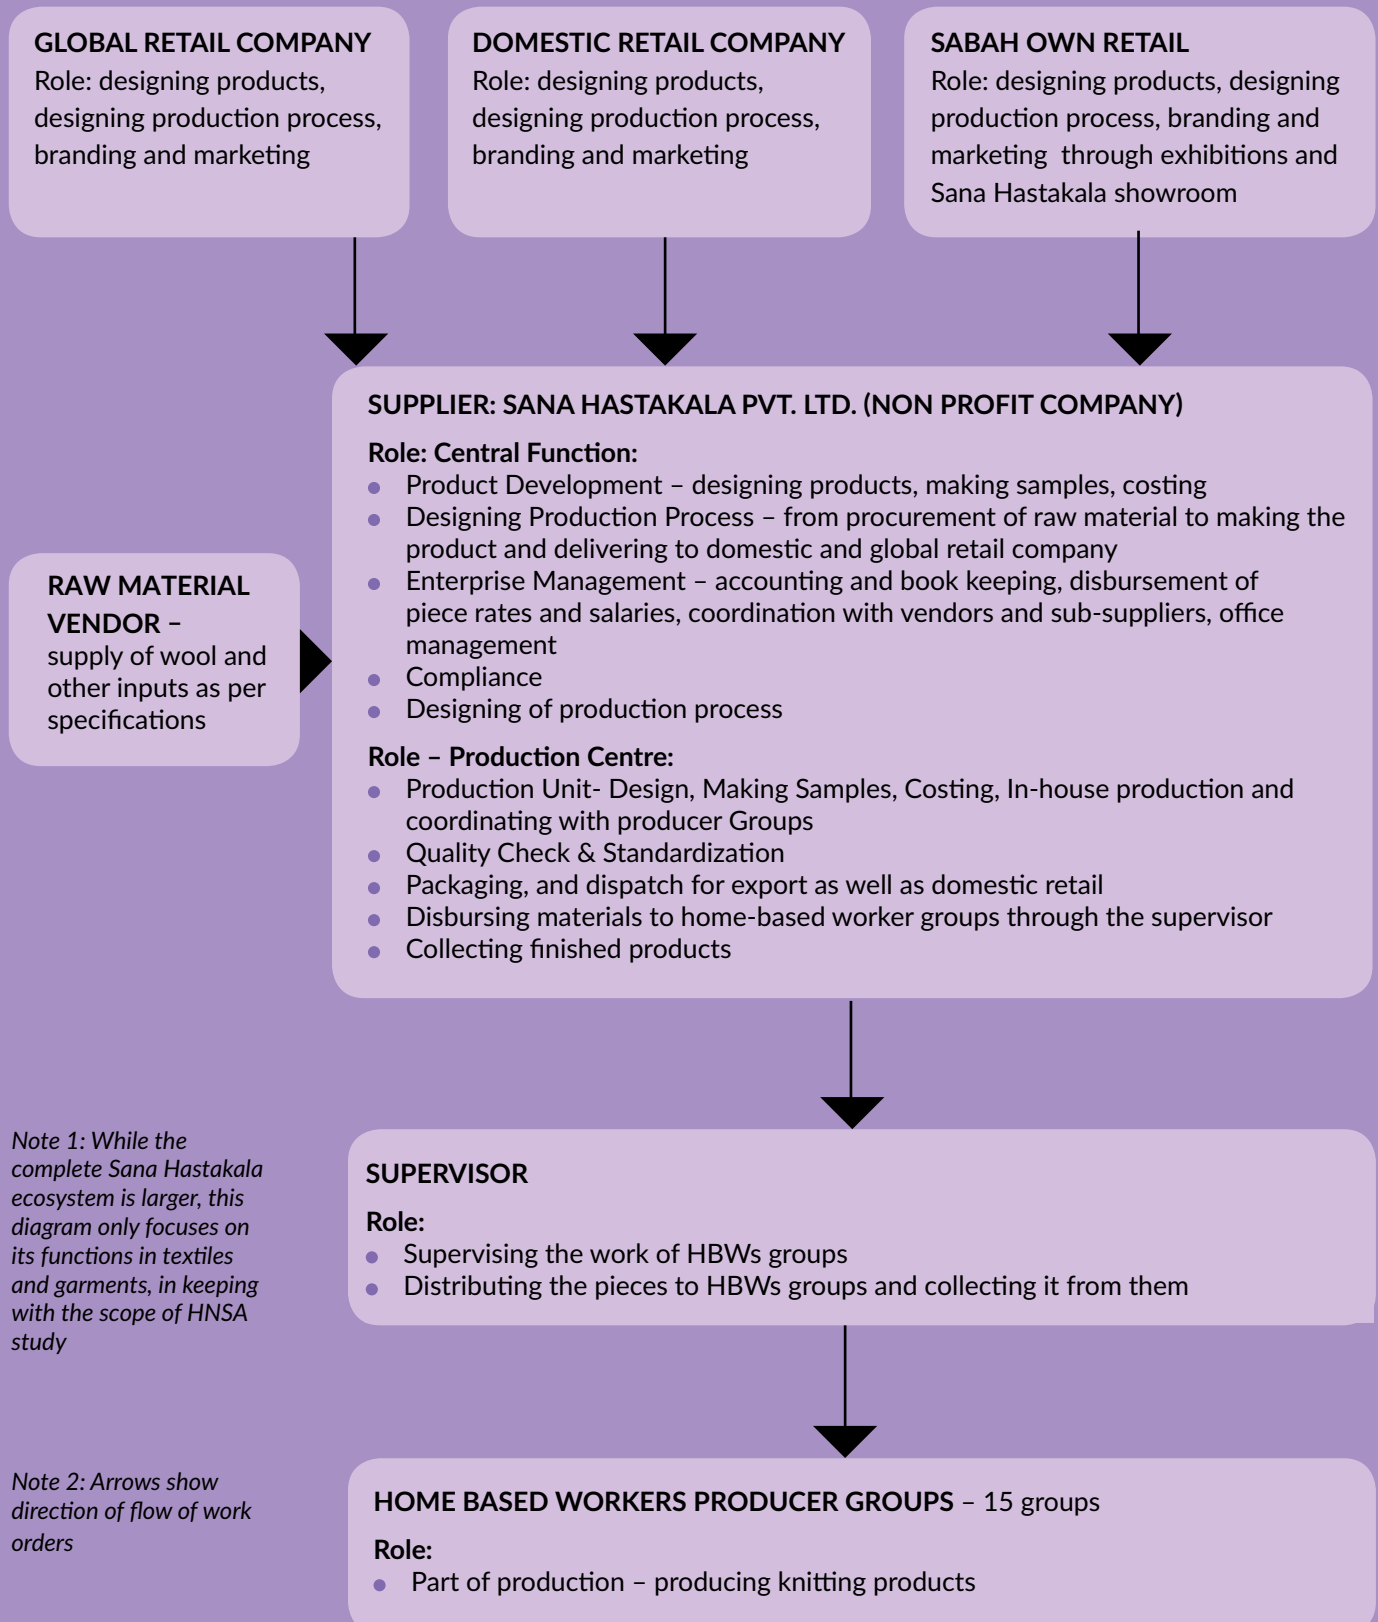 GLOBAL RETAIL COMPANY
Role: designing products,
designing production process,
branding and marketing
DOMESTIC RETAIL COMPANY
Role: designing products,
designing production process,
branding and marketing
SABAH OWN RETAIL
Role: designing products, designing
production process, branding and
marketing through exhibitions and
Sana Hastakala showroom
SUPPLIER: SANA HASTAKALA PVT. LTD. (NON PROFIT COMPANY)
Role: Central Function:
Product Development – designing products, making samples, costing
Designing Production Process – from procurement of raw material to making the
product and delivering to domestic and global retail company
Enterprise Management – accounting and book keeping, disbursement of
piece rates and salaries, coordination with vendors and sub-suppliers, office
management
Compliance
Designing of production process
Role – Production Centre:
Production Unit- Design, Making Samples, Costing, In-house production and
coordinating with producer Groups
Quality Check & Standardization
Packaging, and dispatch for export as well as domestic retail
Disbursing materials to home-based worker groups through the supervisor
Collecting finished products
RAW MATERIAL
VENDOR –
supply of wool and
other inputs as per
specifications
SUPERVISOR
Role:
Supervising the work of HBWs groups
Distributing the pieces to HBWs groups and collecting it from them
Note 1: While the
complete Sana Hastakala
ecosystem is larger, this
diagram only focuses on
its functions in textiles
and garments, in keeping
with the scope of HNSA
study
HOME BASED WORKERS PRODUCER GROUPS – 15 groups
Role:
Part of production – producing knitting products
Note 2: Arrows show
direction of flow of work
orders